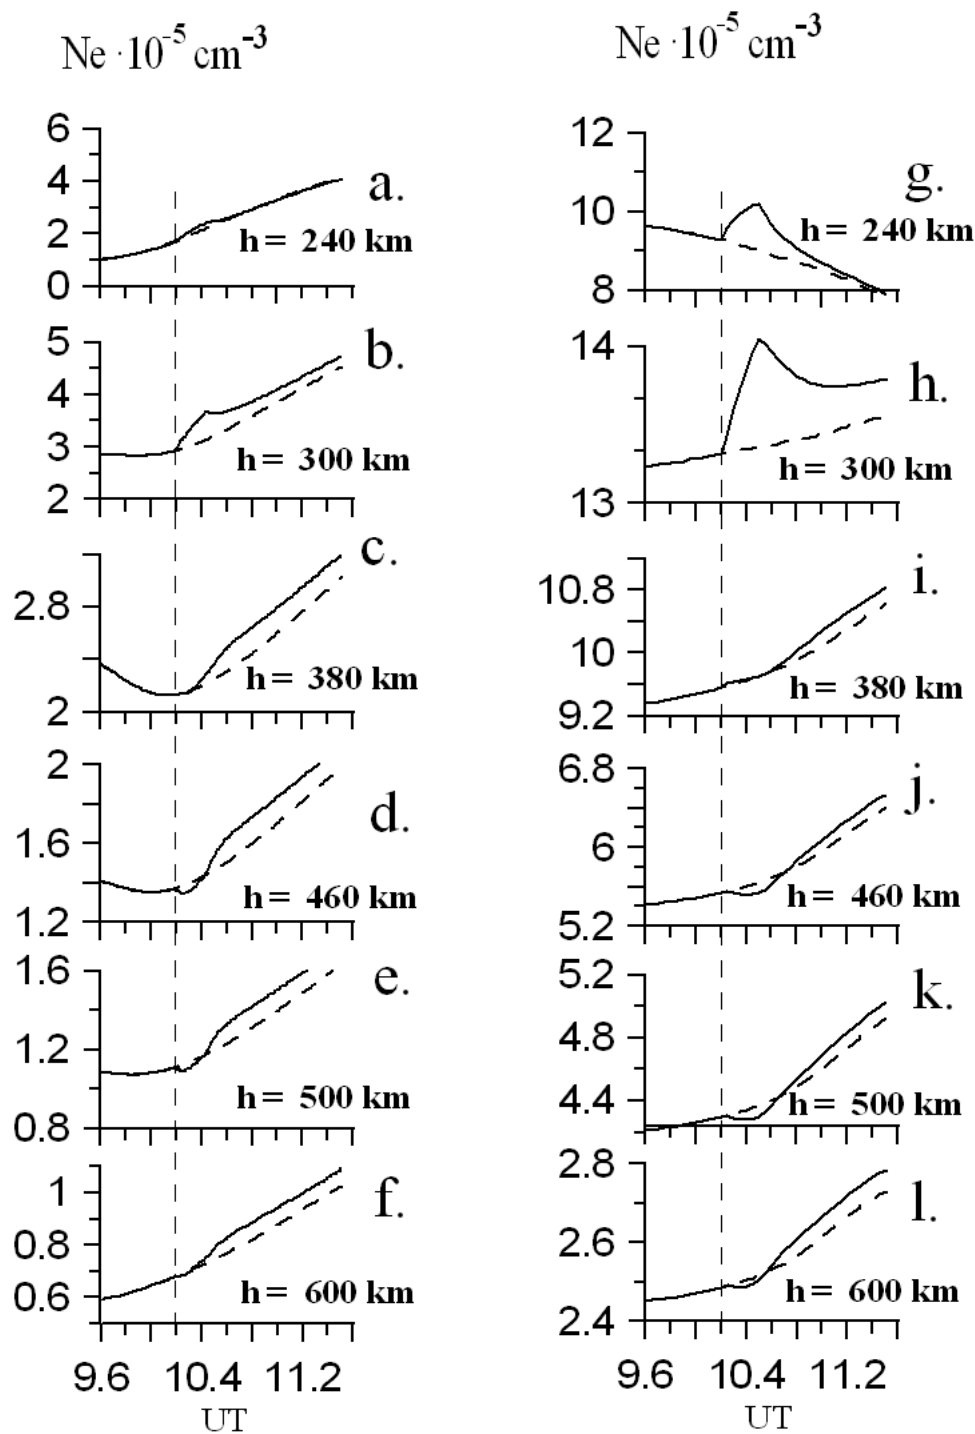 Ne ·10⁻⁵ cm⁻³
6
4
2
0
a.
h = 240 km
5
4
3
2
b.
h = 300 km
2.8
2
c.
h = 380 km
2
1.6
1.2
d.
h = 460 km
1.6
1.2
0.8
e.
h = 500 km
1
0.8
0.6
f.
h = 600 km
9.6 10.4 11.2
UT
Ne ·10⁻⁵ cm⁻³
12
10
8
g.
h = 240 km
14
13
h.
h = 300 km
10.8
10
9.2
i.
h = 380 km
6.8
6
5.2
j.
h = 460 km
5.2
4.8
4.4
k.
h = 500 km
2.8
2.6
2.4
l.
h = 600 km
9.6 10.4 11.2
UT